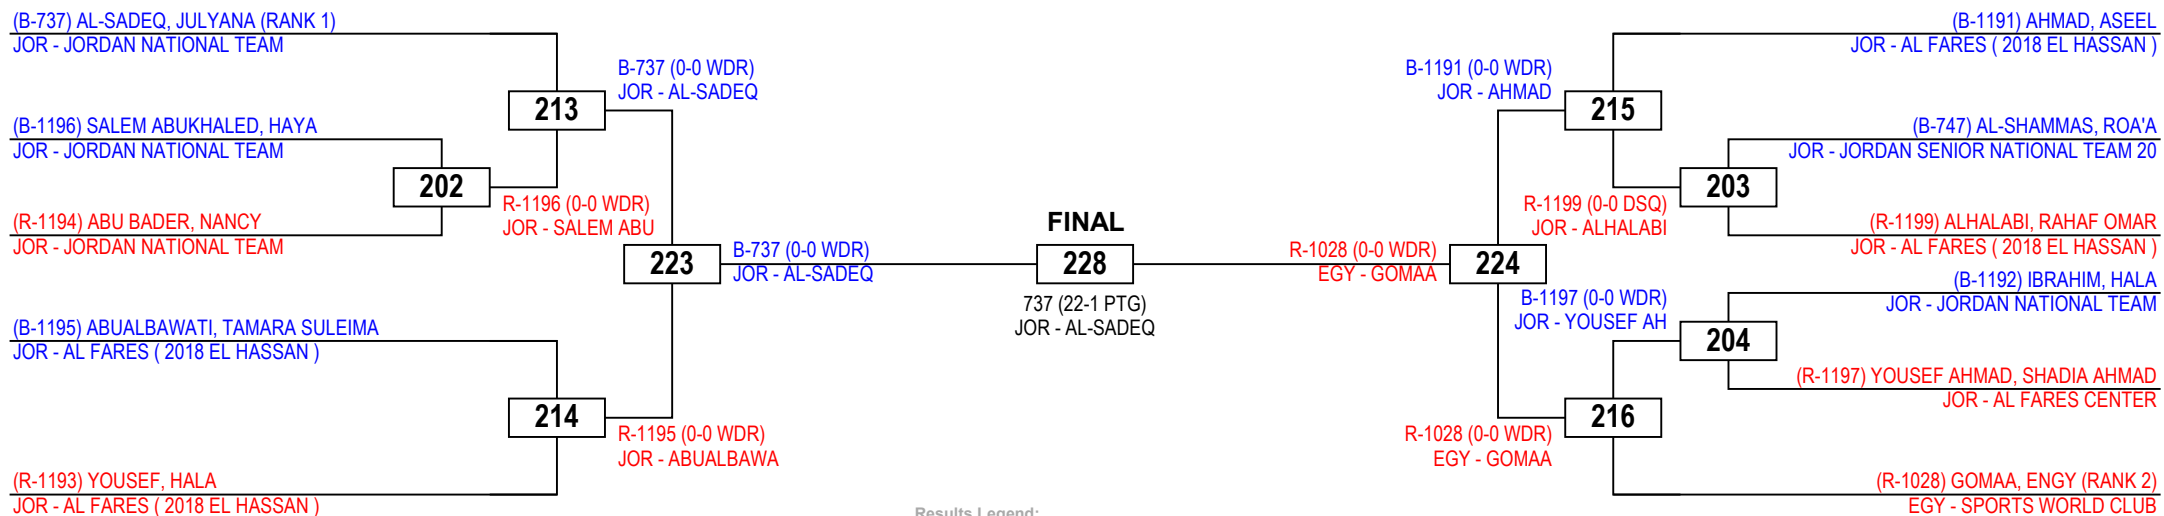 (B-737) AL-SADEQ, JULYANA (RANK 1)
JOR - JORDAN NATIONAL TEAM
(B-1196) SALEM ABUKHALED, HAYA
JOR - JORDAN NATIONAL TEAM
(R-1194) ABU BADER, NANCY
JOR - JORDAN NATIONAL TEAM
(B-1195) ABUALBAWATI, TAMARA SULEIMA
JOR - AL FARES ( 2018 EL HASSAN )
(R-1193) YOUSEF, HALA
JOR - AL FARES ( 2018 EL HASSAN )
202
213
B-737 (0-0 WDR)
JOR - AL-SADEQ
R-1196 (0-0 WDR)
JOR - SALEM ABU
214
R-1195 (0-0 WDR)
JOR - ABUALBAWA
223
B-737 (0-0 WDR)
JOR - AL-SADEQ
FINAL
228
737 (22-1 PTG)
JOR - AL-SADEQ
Results Legend:
R-1028 (0-0 WDR)
EGY - GOMAA
224
B-1191 (0-0 WDR)
JOR - AHMAD
215
R-1199 (0-0 DSQ)
JOR - ALHALABI
203
B-1197 (0-0 WDR)
JOR - YOUSEF AH
204
216
R-1028 (0-0 WDR)
EGY - GOMAA
(B-1191) AHMAD, ASEEL
JOR - AL FARES ( 2018 EL HASSAN )
(B-747) AL-SHAMMAS, ROA'A
JOR - JORDAN SENIOR NATIONAL TEAM 20
(R-1199) ALHALABI, RAHAF OMAR
JOR - AL FARES ( 2018 EL HASSAN )
(B-1192) IBRAHIM, HALA
JOR - JORDAN NATIONAL TEAM
(R-1197) YOUSEF AHMAD, SHADIA AHMAD
JOR - AL FARES CENTER
(R-1028) GOMAA, ENGY (RANK 2)
EGY - SPORTS WORLD CLUB